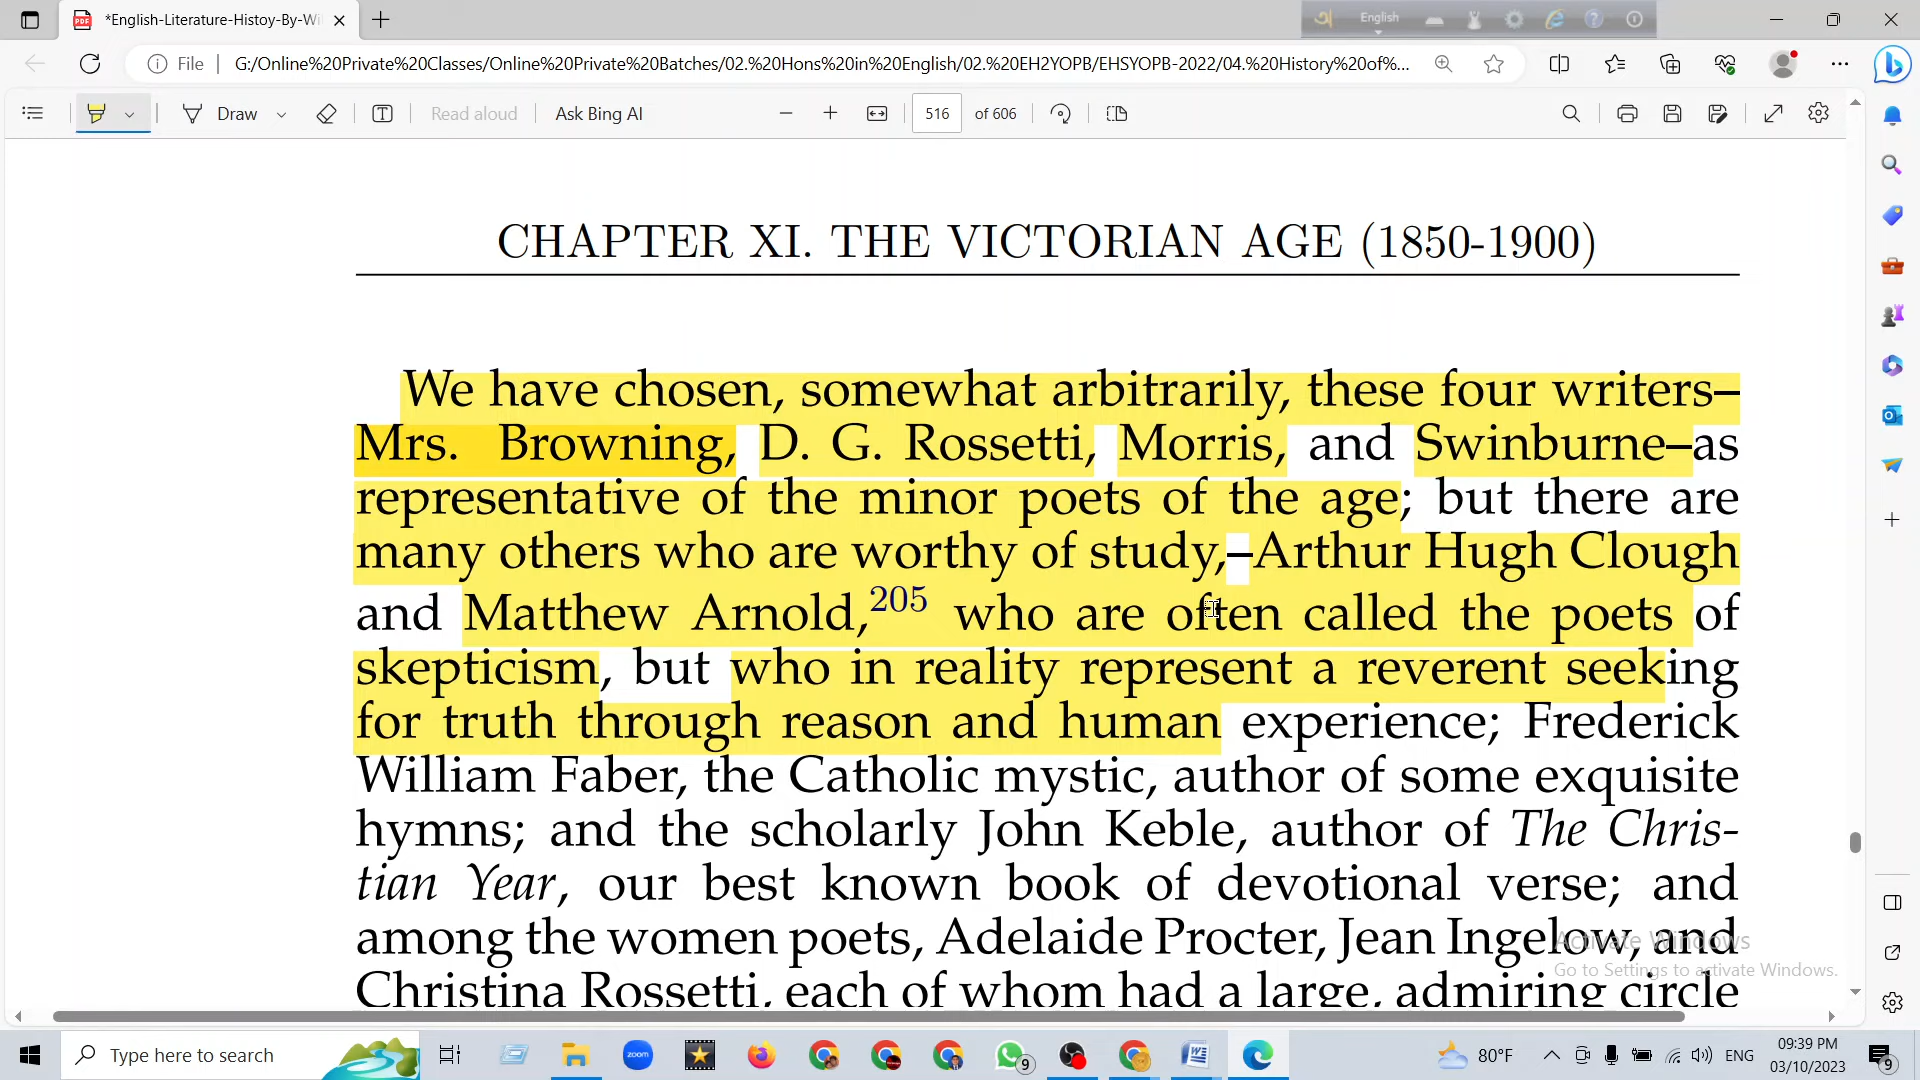 *English-Literature-Histoy-By-Wi
English
File
G:/Online%20Private%20Classes/Online%20Private%20Batches/02.%20Hons%20in%20English/02.%20EH2YOPB/EHSYOPB-2022/04.%20History%20of%...
Draw
Read aloud
Ask Bing AI
516 of 606
CHAPTER XI. THE VICTORIAN AGE (1850-1900)
We have chosen, somewhat arbitrarily, these four writers–
Mrs. Browning, D. G. Rossetti, Morris, and Swinburne–as
representative of the minor poets of the age; but there are
many others who are worthy of study,–Arthur Hugh Clough
and Matthew Arnold,205 who are often called the poets of
skepticism, but who in reality represent a reverent seeking
for truth through reason and human experience; Frederick
William Faber, the Catholic mystic, author of some exquisite
hymns; and the scholarly John Keble, author of The Chris-
tian Year, our best known book of devotional verse; and
among the women poets, Adelaide Procter, Jean Ingelow, and
Christina Rossetti, each of whom had a large, admiring circle
Activate Windows
Go to Settings to activate Windows.
Type here to search
zoom
9
80°F
ENG
09:39 PM
03/10/2023
9